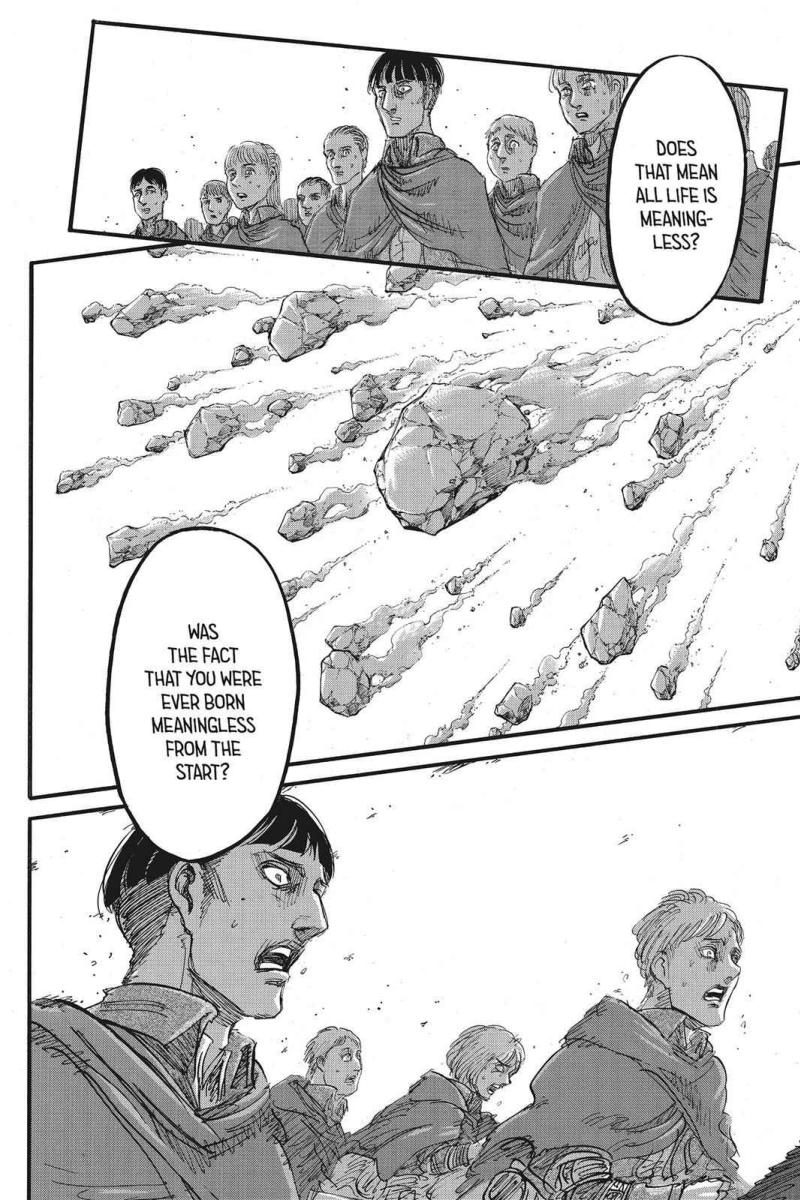 DOES
THAT MEAN
ALL LIFE IS
MEANING-
LESS?
WAS
THE FACT
THAT YOU WERE
EVER BORN
MEANINGLESS
FROM THE
START?